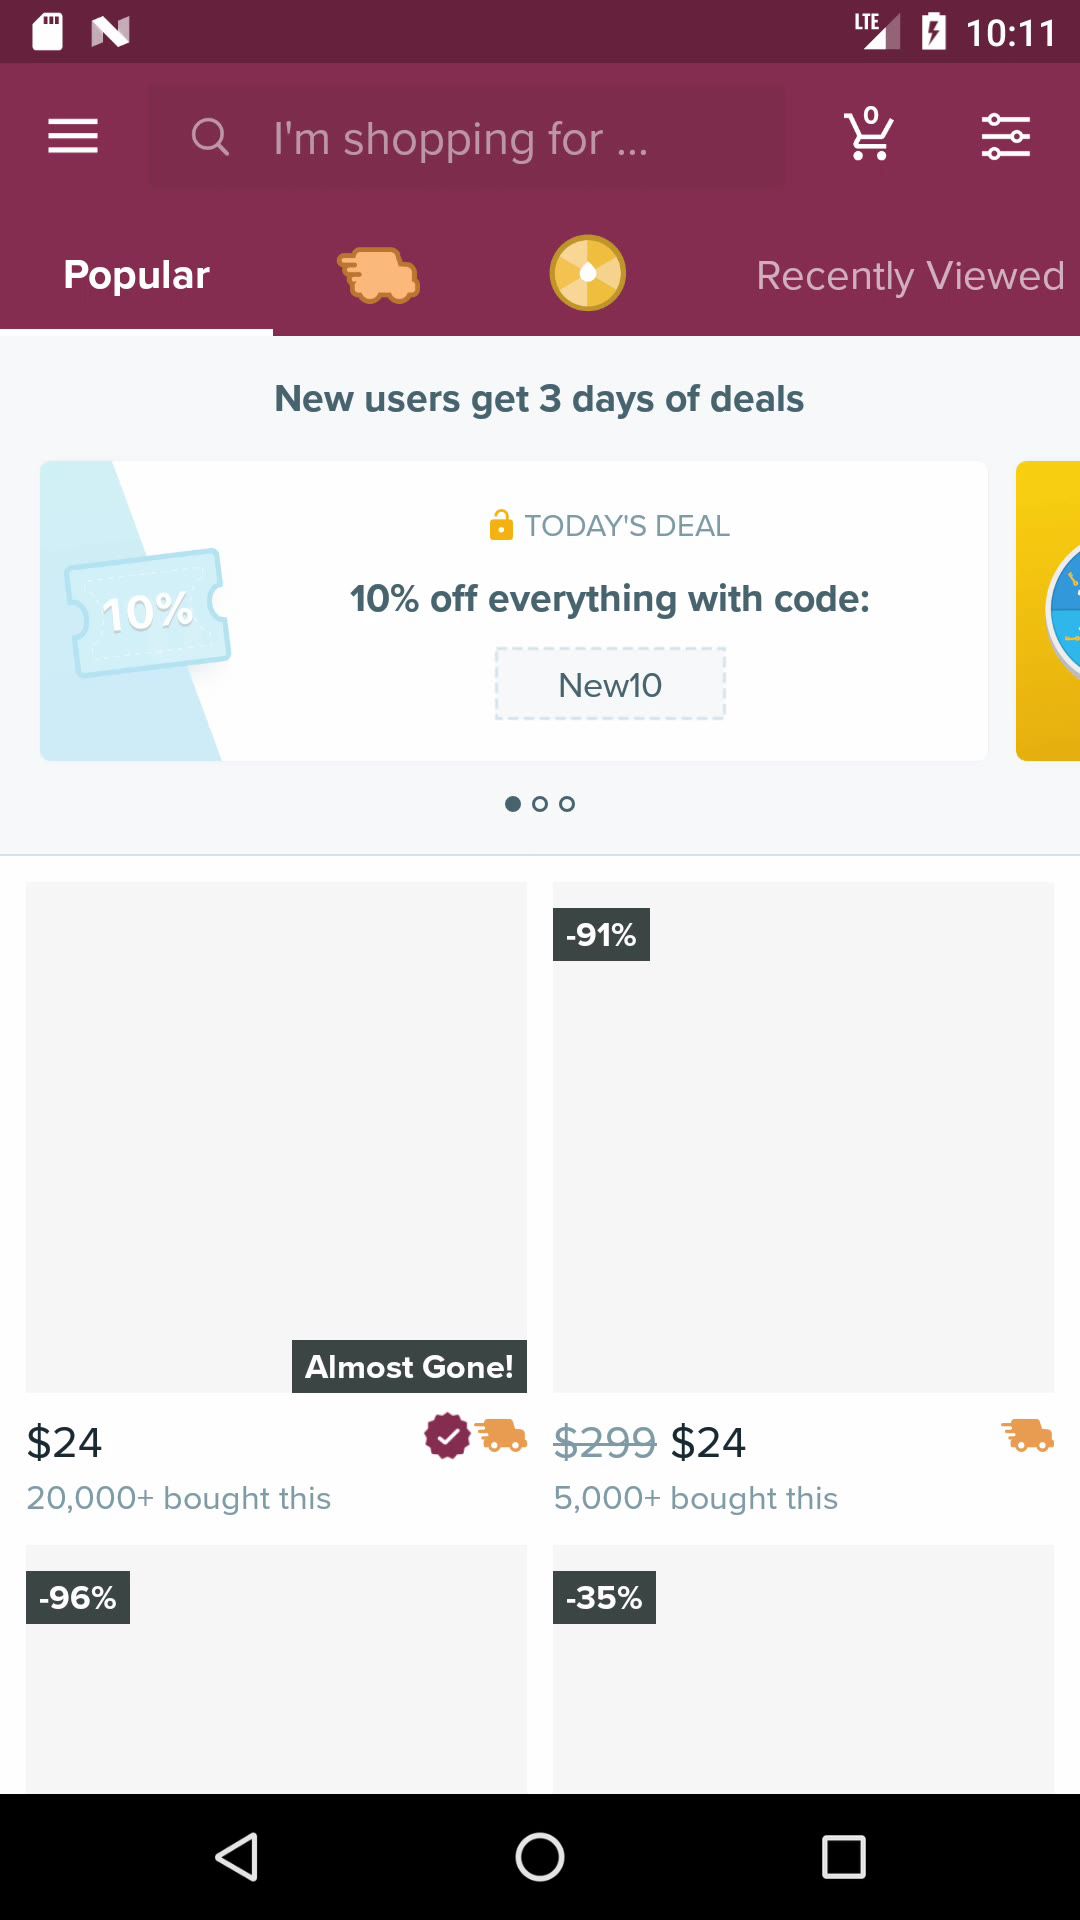 LTE 10:11
I'm shopping for ...
0
Popular
Recently Viewed
New users get 3 days of deals
TODAY'S DEAL
10%
10% off everything with code:
New10
-91%
Almost Gone!
$24
$299 $24
20,000+ bought this
5,000+ bought this
-96%
-35%